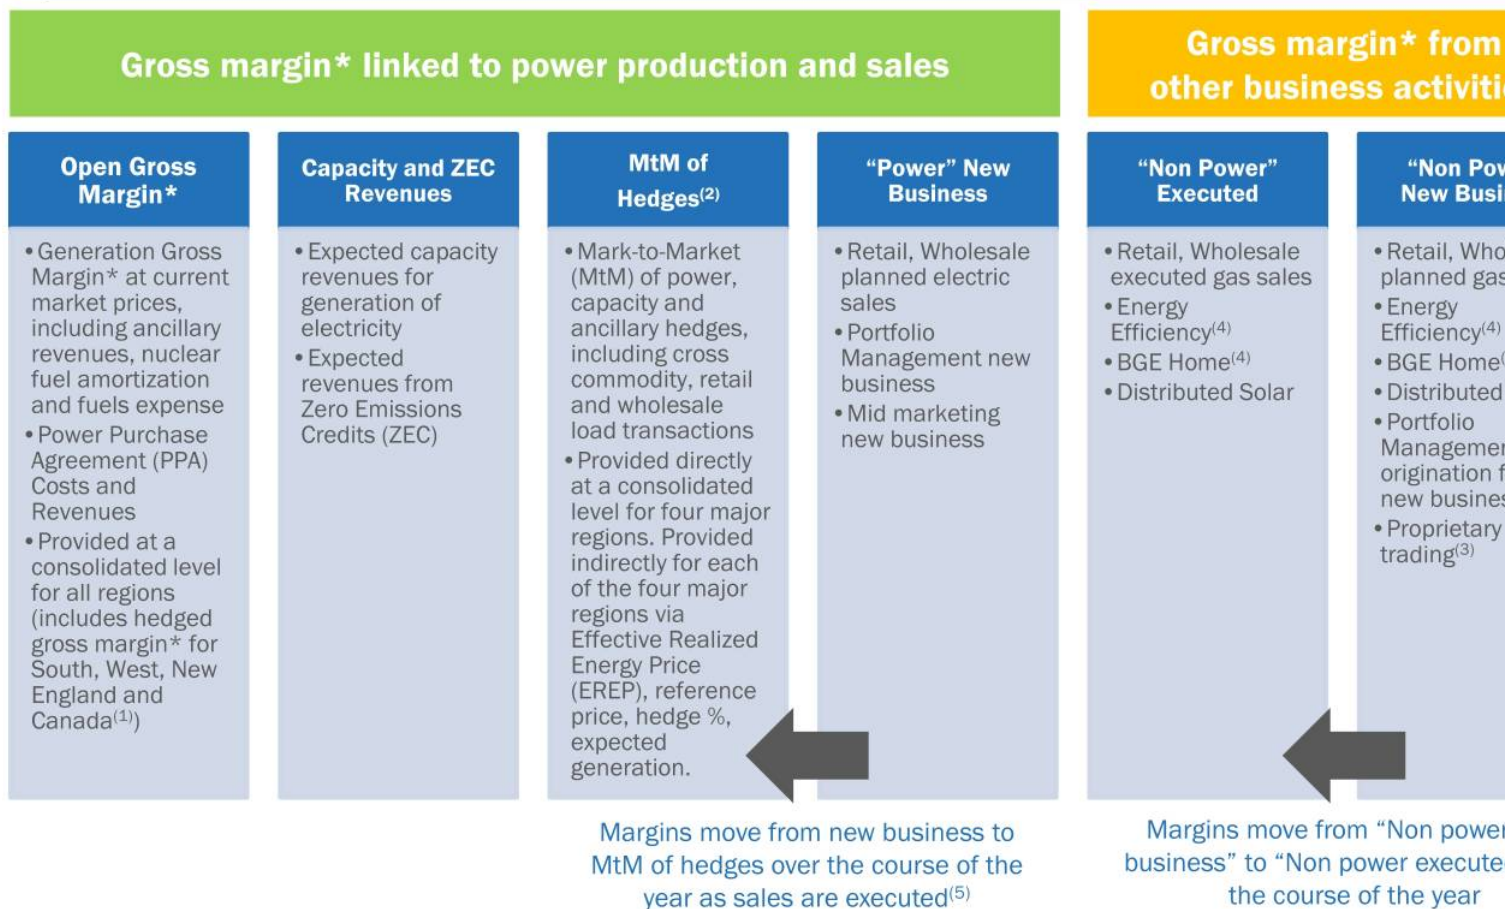 Gross margin* linked to power production and sales
Gross margin* from
other business
Open Gross
Margin*
• Generation Gross
Margin* at current
market prices,
including ancillary
revenues, nuclear
fuel amortization
and fuels expense
• Power Purchase
Agreement (PPA)
Costs and
Revenues
• Provided at a
consolidated level
for all regions
(includes hedged
gross margin* for
South, West, New
England and
Canada(1))
Capacity and ZEC
Revenues
• Expected capacity
revenues for
generation of
electricity
• Expected
revenues from
Zero Emissions
Credits (ZEC)
MtM of
Hedges(2)
• Mark-to-Market
(MtM) of power,
capacity and
ancillary hedges,
including cross
commodity, retail
and wholesale
load transactions
• Provided directly
at a consolidated
level for four major
regions. Provided
indirectly for each
of the four major
regions via
Effective Realized
Energy Price
(EREP), reference
price, hedge %,
expected
generation.
“Power” New
Business
• Retail, Wholesale
planned electric
sales
• Portfolio
Management new
business
• Mid marketing
new business
“Non Power”
Executed
• Retail, Wholesale
executed gas sales
• Energy
Efficiency(4)
• BGE Home(4)
• Distributed Solar
“Non
New
• Retail,
planned gas
• Energy
Efficiency(4)
• BGE Home
• Distributed
• Portfolio
origination
new
• Proprietary
trading(3)
Margins move from new business to
MtM of hedges over the course of the
year as sales are executed(5)
Margins move from “Non power
business” to “Non power
the course of the year